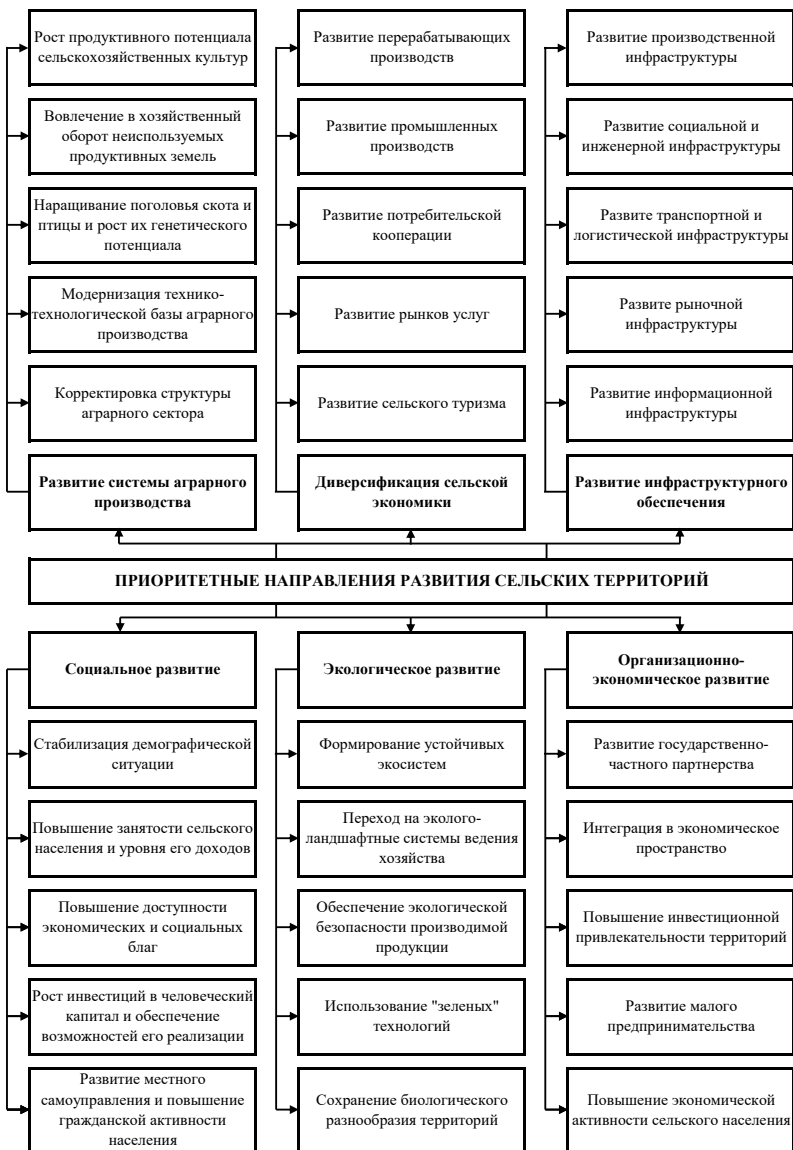 Рост продуктивного потенциала
сельскохозяйственных культур
Вовлечение в хозяйственный
оборот неиспользуемых
продуктивных земель
Наращивание поголовья скота и
птицы и рост их генетического
потенциала
Модернизация технико-
технологической базы аграрного
производства
Корректировка структуры
аграрного сектора
Развитие системы аграрного
производства
Развитие перерабатывающих
производств
Развитие промышленных
производств
Развитие потребительской
кооперации
Развитие рынков услуг
Развитие сельского туризма
Диверсификация сельской
экономики
Развитие производственной
инфраструктуры
Развитие социальной и
инженерной инфраструктуры
Развите транспортной и
логистической инфраструктуры
Развите рыночной
инфраструктуры
Развитие информационной
инфраструктуры
Развитие инфраструктурного
обеспечения
ПРИОРИТЕТНЫЕ НАПРАВЛЕНИЯ РАЗВИТИЯ СЕЛЬСКИХ ТЕРРИТОРИЙ
Социальное развитие
Стабилизация демографической
ситуации
Повышение занятости сельского
населения и уровня его доходов
Повышение доступности
экономических и социальных
благ
Рост инвестиций в человеческий
капитал и обеспечение
возможностей его реализации
Развитие местного
самоуправления и повышение
гражданской активности
населения
Экологическое развитие
Формирование устойчивых
экосистем
Переход на эколого-
ландшафтные системы ведения
хозяйства
Обеспечение экологической
безопасности производимой
продукции
Использование "зеленых"
технологий
Сохранение биологического
разнообразия территорий
Организационно-
экономическое развитие
Развитие государственно-
частного партнерства
Интеграция в экономическое
пространство
Повышение инвестиционной
привлекательности территорий
Развитие малого
предпринимательства
Повышение экономической
активности сельского населения